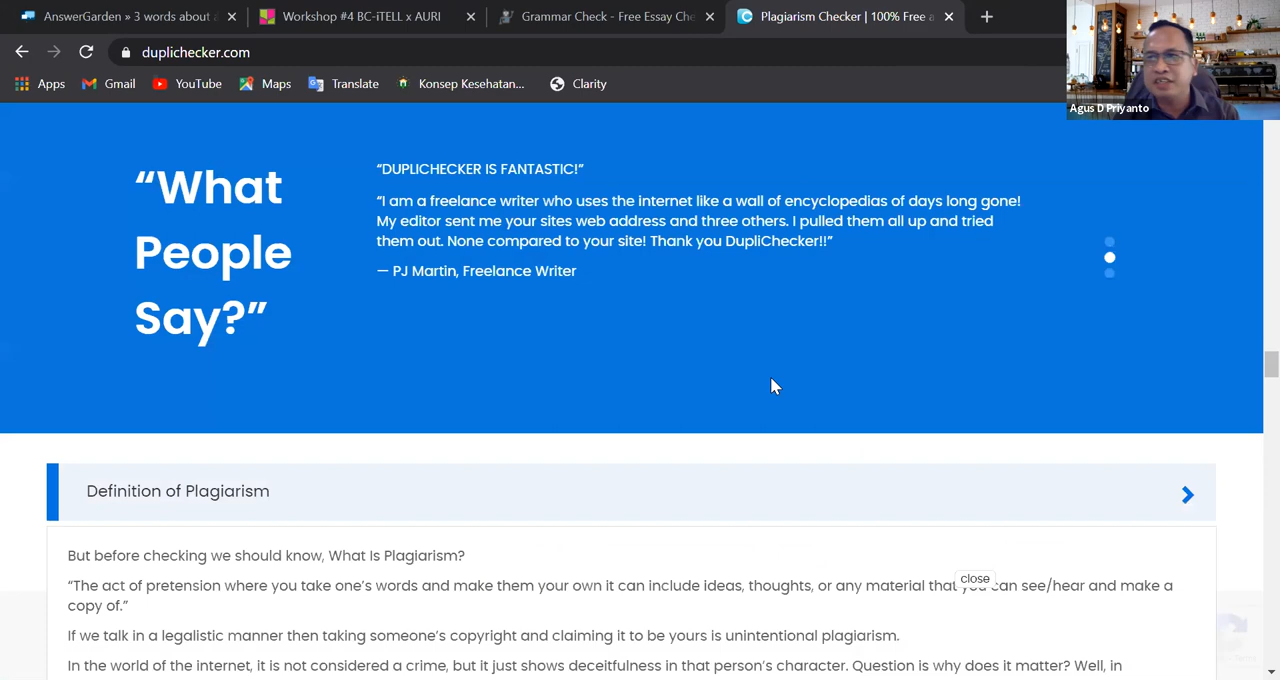 AnswerGarden » 3 words about
Workshop #4 BC-iTELL x AURI
Grammar Check - Free Essay Che
Plagiarism Checker | 100% Free a
duplichecker.com
Apps
Gmail
YouTube
Maps
Translate
Konsep Kesehatan...
Clarity
Agus D Priyanto
“What
People
Say?”
“DUPLICHECKER IS FANTASTIC!”
“I am a freelance writer who uses the internet like a wall of encyclopedias of days long gone!
My editor sent me your sites web address and three others. I pulled them all up and tried
them out. None compared to your site! Thank you DupliChecker!!”
— PJ Martin, Freelance Writer
Definition of Plagiarism
But before checking we should know, What Is Plagiarism?
“The act of pretension where you take one’s words and make them your own it can include ideas, thoughts, or any material that you can see/hear and make a
close
copy of.”
If we talk in a legalistic manner then taking someone’s copyright and claiming it to be yours is unintentional plagiarism.
In the world of the internet, it is not considered a crime, but it just shows deceitfulness in that person’s character. Question is why does it matter? Well, in